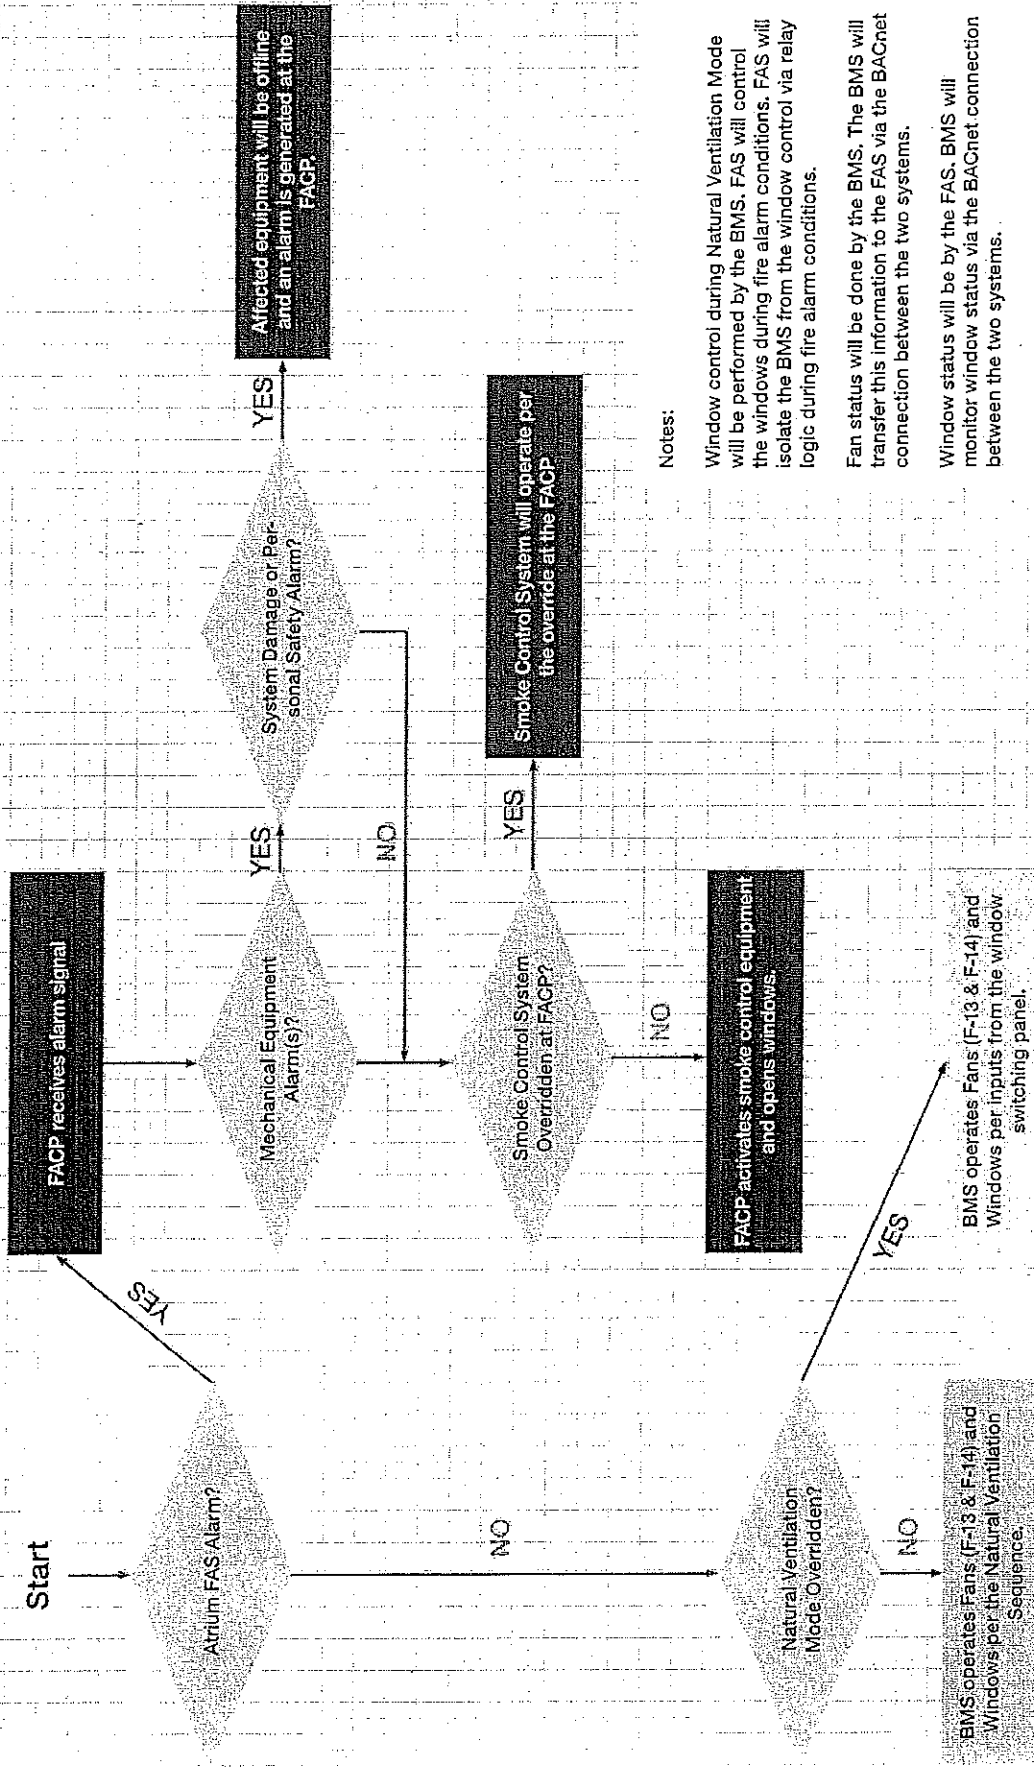 Start
Atrium FAS Alarm?
YES
NO
FACP receives alarm signal
Mechanical Equipment
Alarm(s)?
YES
System Damage or Per-
sonal Safety Alarm?
YES
Affected equipment will be offline
and an alarm is generated at the
FACP.
NO
Smoke Control System
Overridden at FACP?
YES
Smoke Control System will operate per
the override at the FACP
NO
FACP activates smoke control equipment
and opens windows.
Natural Ventilation
Mode Overridden?
YES
NO
BMS operates Fans (F-13 & F-14) and
Windows per the Natural Ventilation
Sequence.
BMS operates Fans (F-13 & F-14) and
Windows per inputs from the window
switching panel.
Notes:
Window control during Natural Ventilation Mode
will be performed by the BMS. FAS will control
the windows during fire alarm conditions. FAS will
isolate the BMS from the window control via relay
logic during fire alarm conditions.
Fan status will be done by the BMS. The BMS will
transfer this information to the FAS via the BACnet
connection between the two systems.
Window status will be by the FAS. BMS will
monitor window status via the BACnet connection
between the two systems.